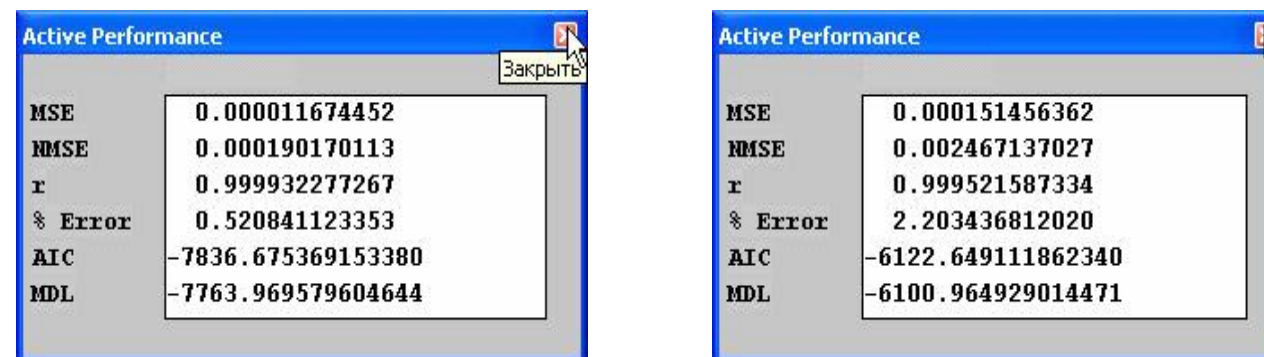 Active Performance
Закрыть
MSE 0.000011674452
NMSE 0.000190170113
r 0.999932277267
% Error 0.520841123353
AIC -7836.675369153380
MDL -7763.969579604644
Active Performance
MSE 0.000151456362
NMSE 0.002467137027
r 0.999521587334
% Error 2.203436812020
AIC -6122.649111862340
MDL -6100.964929014471